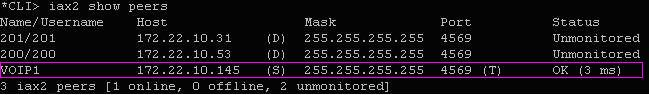 *CLI> iax2 show peers
Name/Username    Host                 Mask             Port          Status
201/201          172.22.10.31    (D)  255.255.255.255  4569          Unmonitored
200/200          172.22.10.53    (D)  255.255.255.255  4569          Unmonitored
VOIP1            172.22.10.145   (S)  255.255.255.255  4569 (T)      OK (3 ms)
3 iax2 peers [1 online, 0 offline, 2 unmonitored]